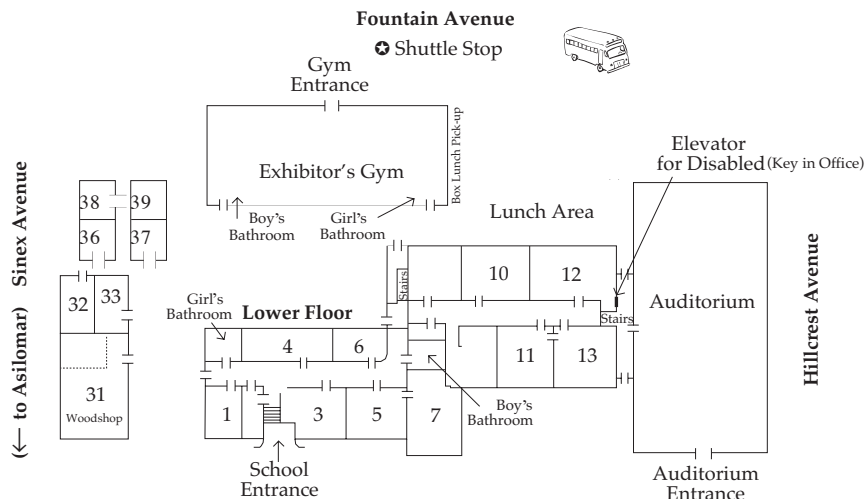 Fountain Avenue
✪ Shuttle Stop
Gym
Entrance
Exhibitor's Gym
Box Lunch Pick-up
Boy's
Bathroom
Girl's
Bathroom
Elevator
for Disabled (Key in Office)
Lunch Area
(← to Asilomar) Sinex Avenue
38
39
36
37
32
33
31
Woodshop
Girl's
Bathroom
Lower Floor
Stairs
10
12
Stairs
Auditorium
Hillcrest Avenue
4
6
11
13
1
3
5
7
Boy's
Bathroom
School
Entrance
Auditorium
Entrance